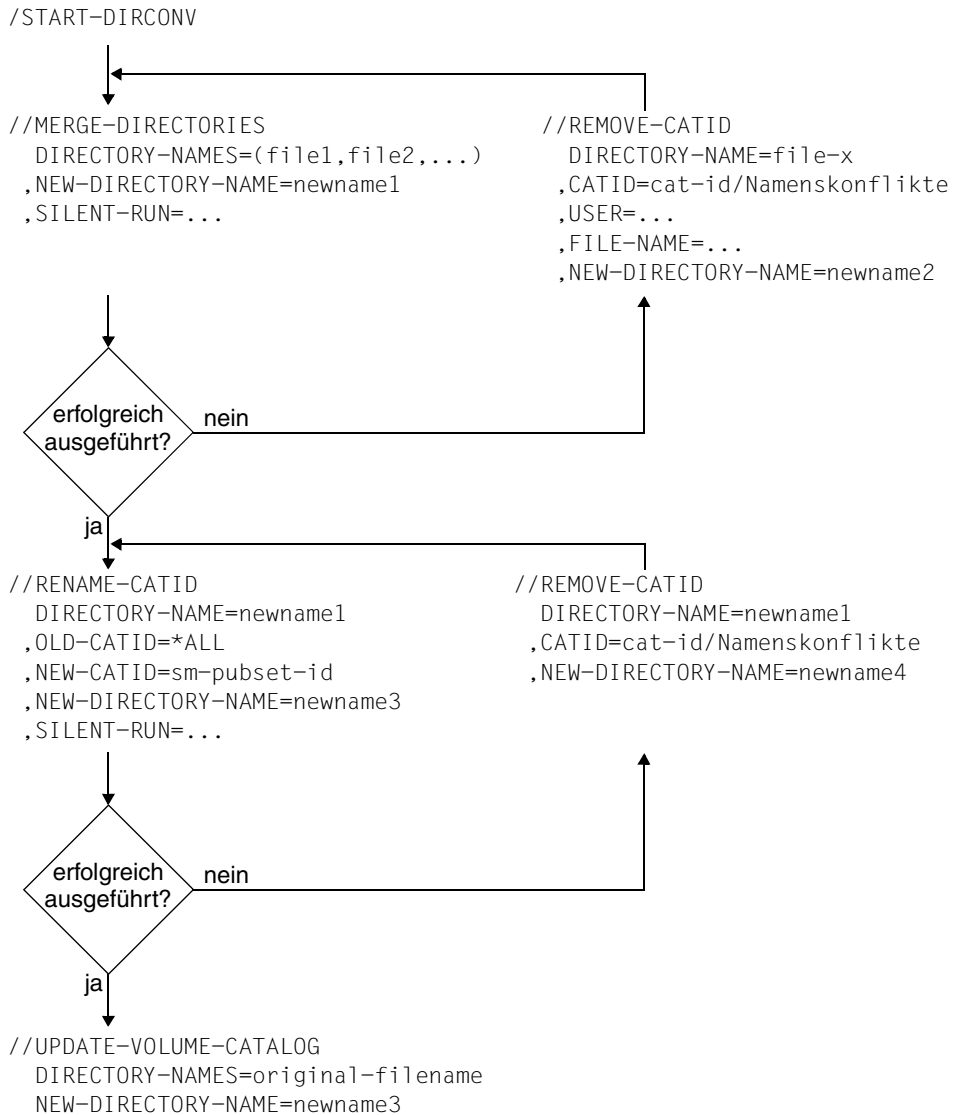 /START-DIRCONV
//MERGE-DIRECTORIES
DIRECTORY-NAMES=(file1,file2,...)
,NEW-DIRECTORY-NAME=newname1
,SILENT-RUN=...
//REMOVE-CATID
DIRECTORY-NAME=file-x
,CATID=cat-id/Namenskonflikte
,USER=...
,FILE-NAME=...
,NEW-DIRECTORY-NAME=newname2
erfolgreich
ausgeführt?
nein
ja
//RENAME-CATID
DIRECTORY-NAME=newname1
,OLD-CATID=*ALL
,NEW-CATID=sm-pubset-id
,NEW-DIRECTORY-NAME=newname3
,SILENT-RUN=...
//REMOVE-CATID
DIRECTORY-NAME=newname1
,CATID=cat-id/Namenskonflikte
,NEW-DIRECTORY-NAME=newname4
erfolgreich
ausgeführt?
nein
ja
//UPDATE-VOLUME-CATALOG
DIRECTORY-NAMES=original-filename
NEW-DIRECTORY-NAME=newname3